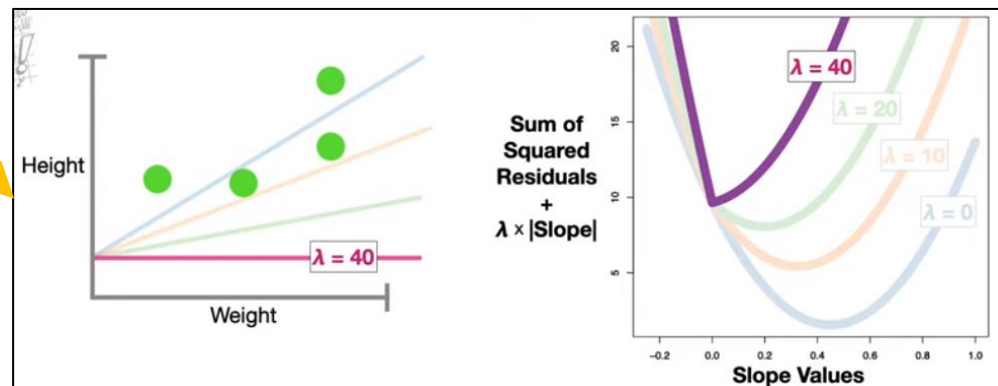 Height
Weight
λ = 40
Sum of
Squared
Residuals
+
λ x |Slope|
20
15
10
5
λ = 40
λ = 20
λ = 10
λ = 0
-0.2
0.0
0.2
0.4
0.6
0.8
1.0
Slope Values